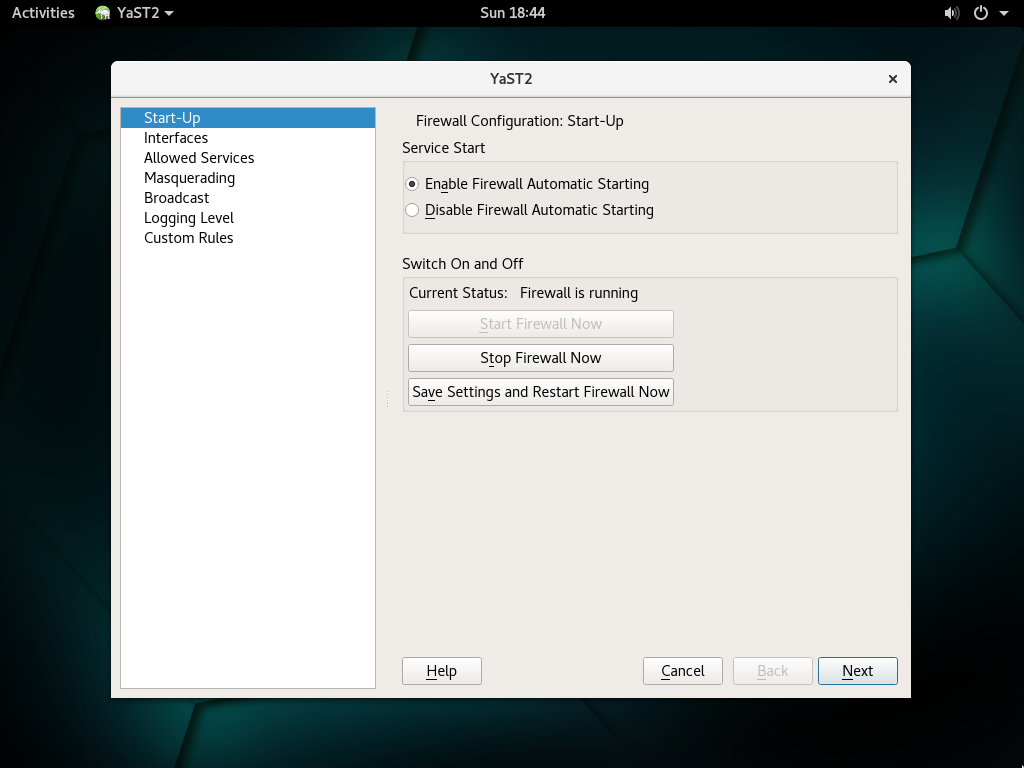 Activities YaST2 Sun 18:44
YaST2
Start-Up
Interfaces
Allowed Services
Masquerading
Broadcast
Logging Level
Custom Rules
Firewall Configuration: Start-Up
Service Start
Enable Firewall Automatic Starting
Disable Firewall Automatic Starting
Switch On and Off
Current Status: Firewall is running
Start Firewall Now
Stop Firewall Now
Save Settings and Restart Firewall Now
Help Cancel Back Next